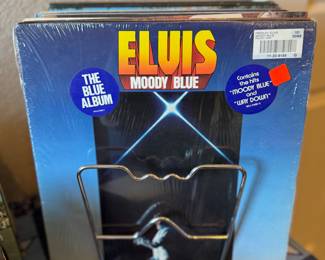 ELVIS
MOODY BLUE
THE
BLUE
ALBUM
Contains
the hits
"MOODY BLUE"
and
"WAY DOWN"